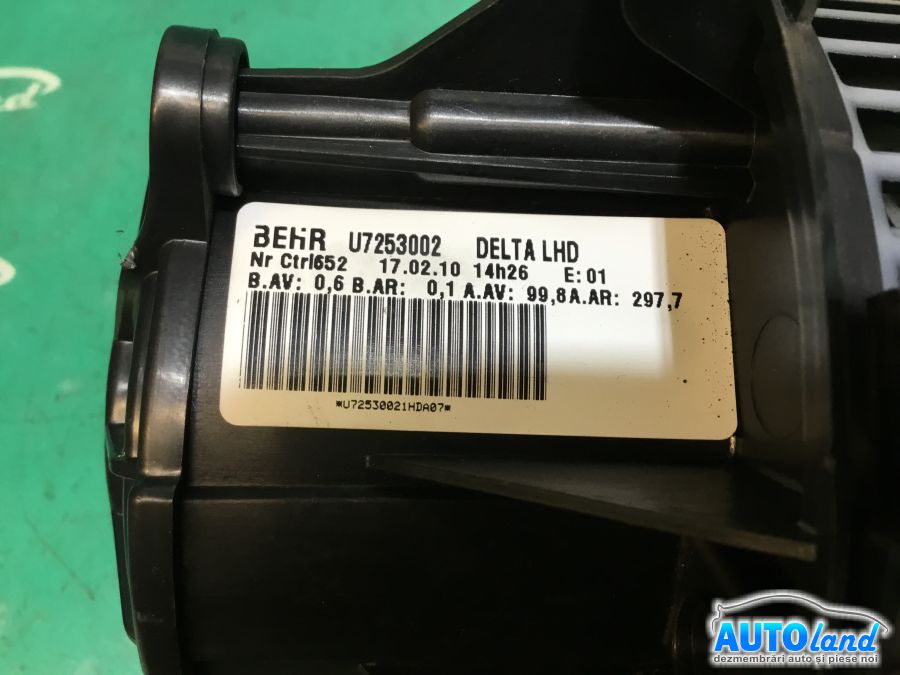 BEHR U7253002 DELTA LHD
Nr Ctrl652 17.02.10 14h26 E:01
B.AV: 0,6 B.AR: 0,1 A.AV: 99,8 A.AR: 297,7
*U72530021HDA07*
land
AUTOland
dezmembrări auto și piese noi